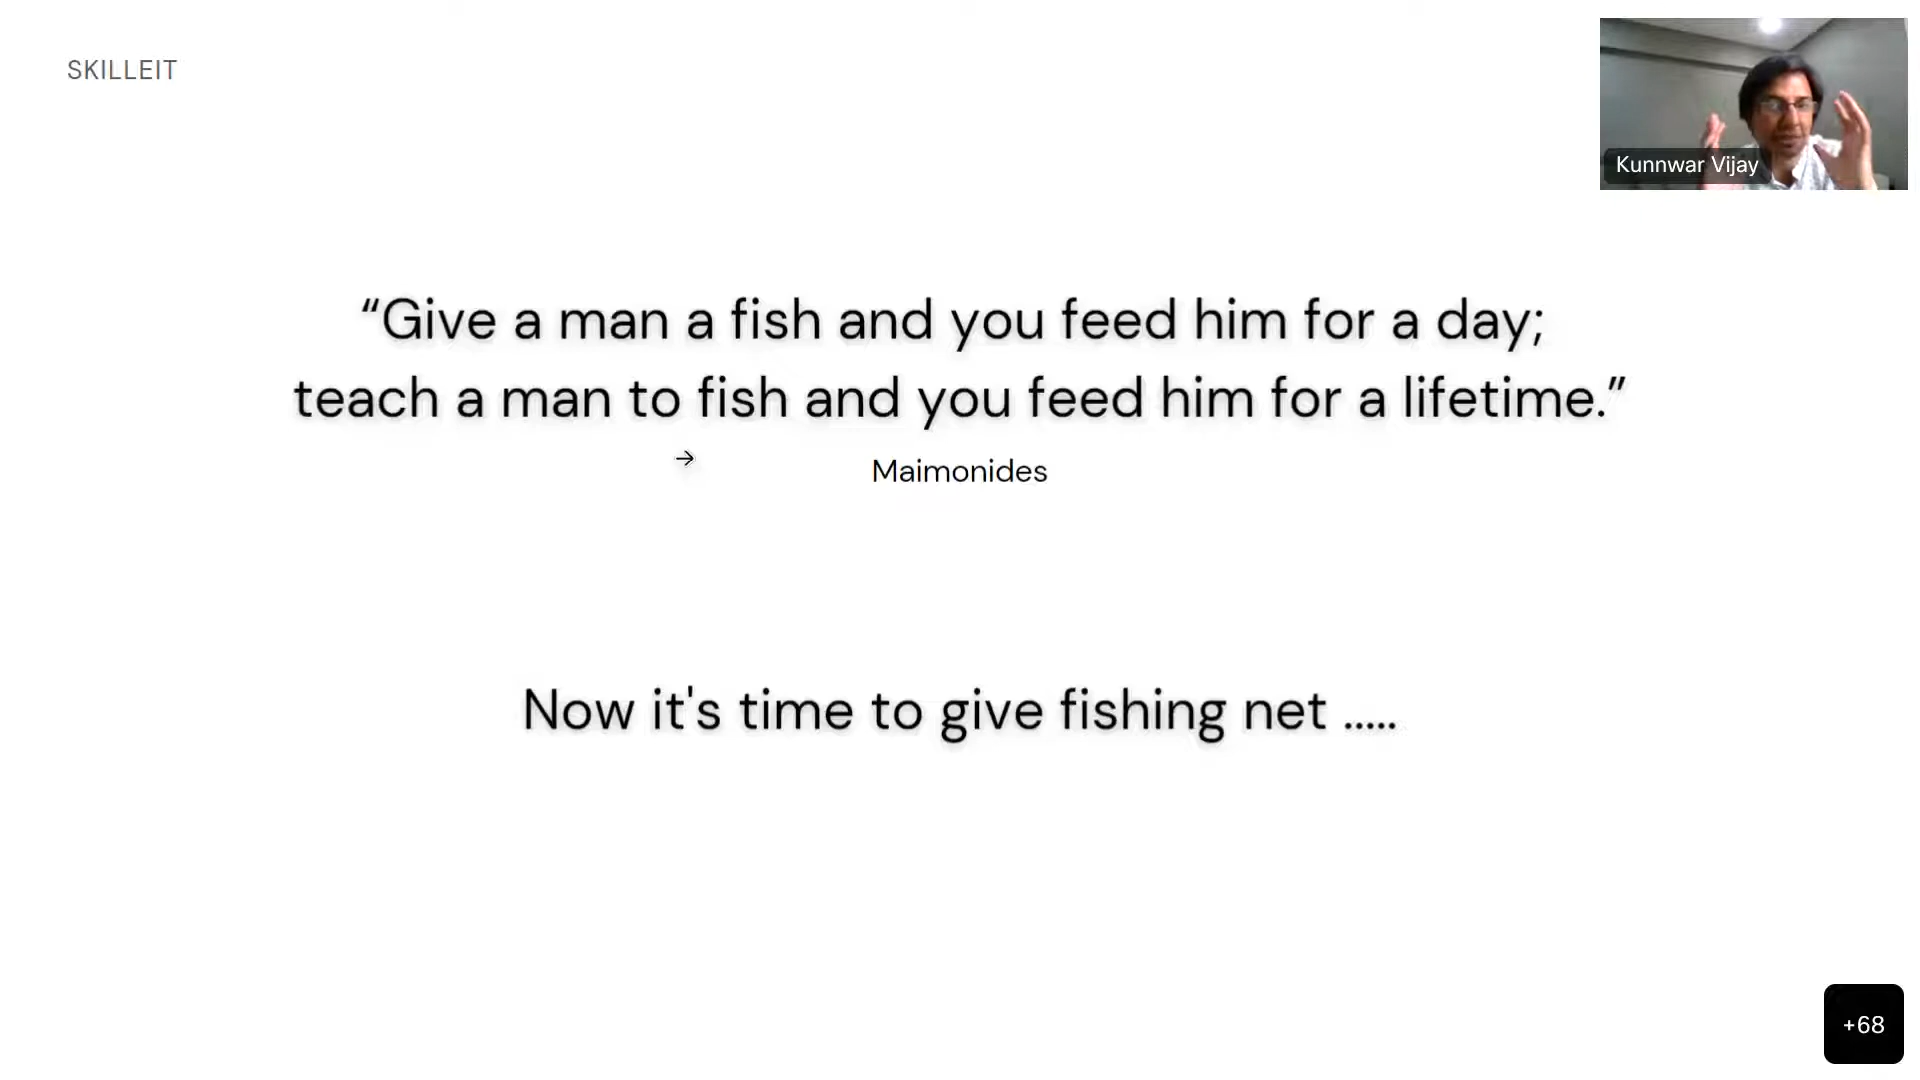 SKILLEIT
Kunnwar Vijay
“Give a man a fish and you feed him for a day;
teach a man to fish and you feed him for a lifetime.”
Maimonides
Now it's time to give fishing net .....
+68